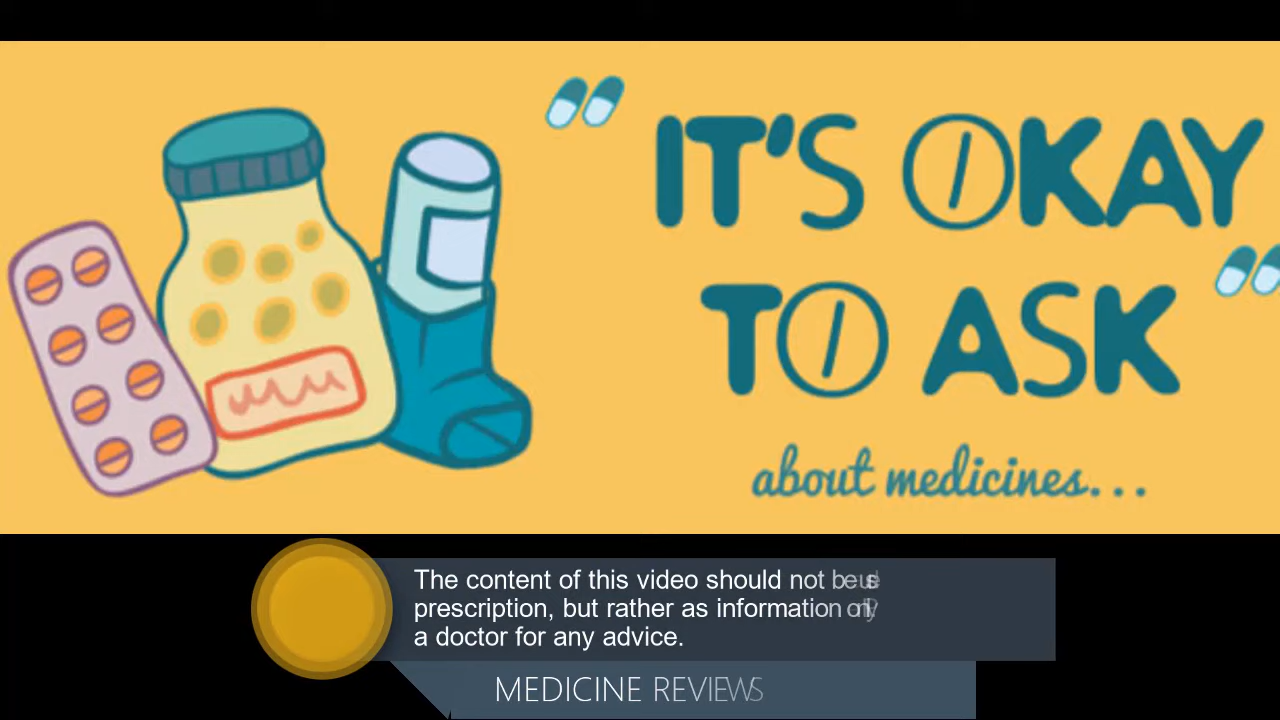 "IT'S OKAY
TO ASK"
about medicines...
The content of this video should not be
prescription, but rather as information
a doctor for any advice.
MEDICINE REVIEWS